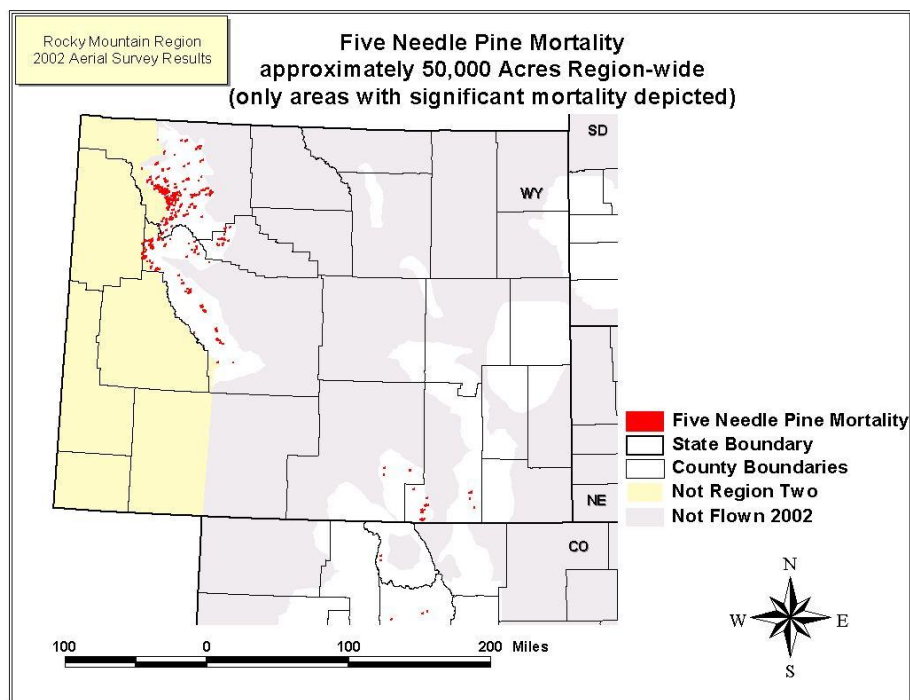 Rocky Mountain Region
2002 Aerial Survey Results
Five Needle Pine Mortality
approximately 50,000 Acres Region-wide
(only areas with significant mortality depicted)
SD
WY
Five Needle Pine Mortality
State Boundary
County Boundaries
Not Region Two
Not Flown 2002
NE
CO
N
W E
S
100 0 100 200 Miles